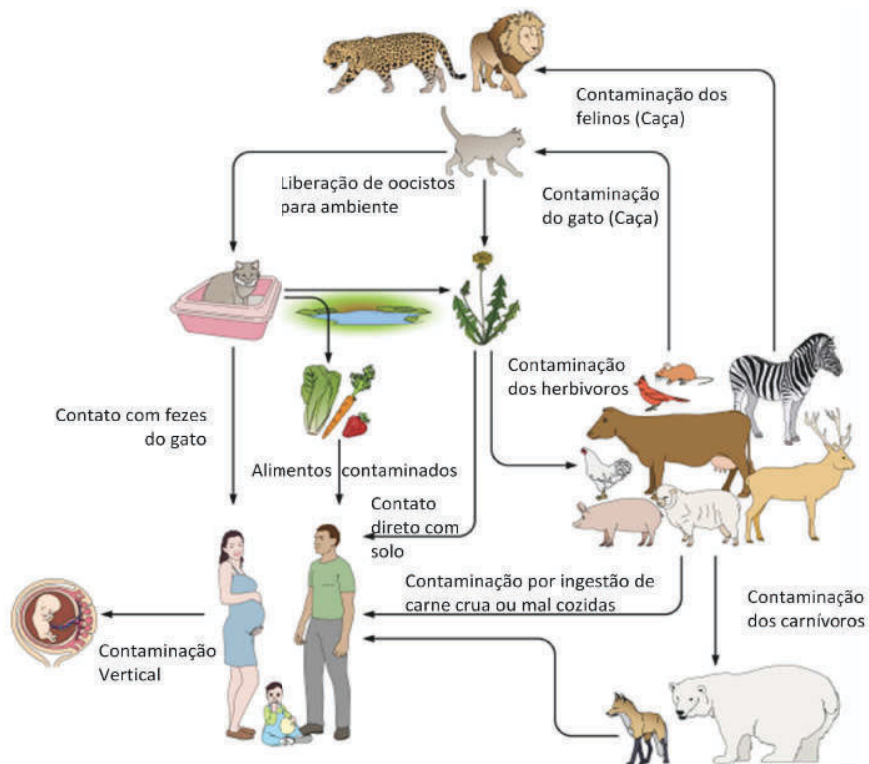 Contaminação dos
felinos (Caça)
Liberação de oocistos
para ambiente
Contaminação
do gato (Caça)
Contaminação
dos herbivoros
Contato com fezes
do gato
Alimentos contaminados
Contato
direto com
solo
Contaminação por ingestão de
carne crua ou mal cozidas
Contaminação
dos carnívoros
Contaminação
Vertical